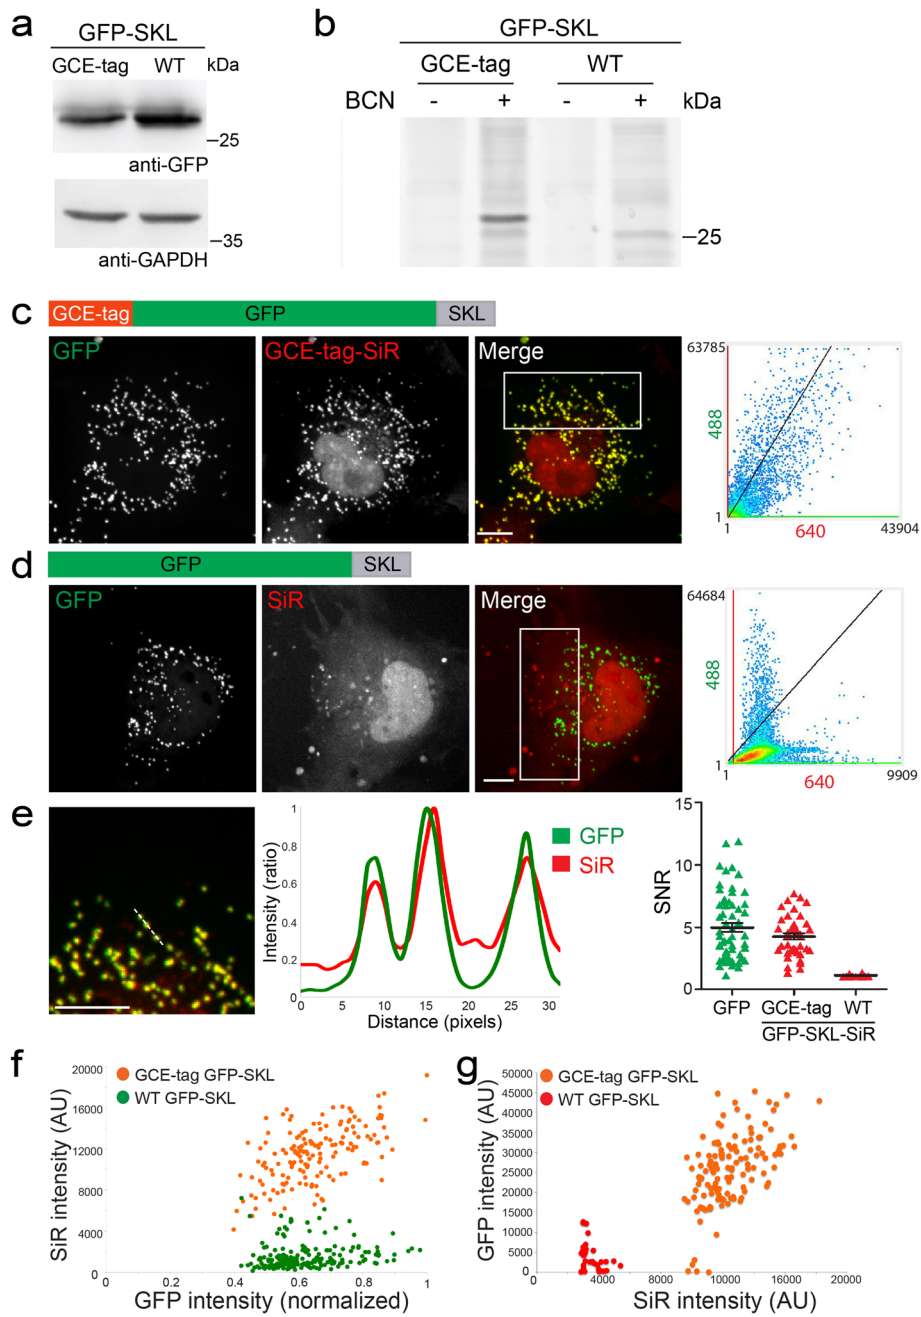 a
GFP-SKL
GCE-tag WT kDa
25
anti-GFP
35
anti-GAPDH
b
GFP-SKL
GCE-tag WT
BCN - + - + kDa
25
c
GCE-tag GFP SKL
GFP
GCE-tag-SiR
Merge
63785
488
1
1 640 43904
d
GFP SKL
GFP
SiR
Merge
64684
488
1
1 640 9909
e
Intensity (ratio)
1
0.8
0.6
0.4
0.2
0
0 5 10 15 20 25 30
Distance (pixels)
GFP
SiR
SNR
15
10
5
0
GFP GCE-tag WT
GFP-SKL-SiR
f
SiR intensity (AU)
20000
16000
12000
8000
4000
0
0 0.2 0.4 0.6 0.8 1
GFP intensity (normalized)
GCE-tag GFP-SKL
WT GFP-SKL
g
GFP intensity (AU)
50000
45000
40000
35000
30000
25000
20000
15000
10000
5000
0
0 4000 8000 10000 16000 20000
SiR intensity (AU)
GCE-tag GFP-SKL
WT GFP-SKL